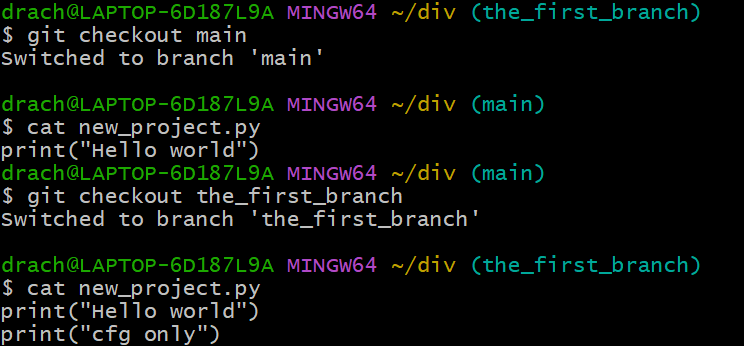 drach@LAPTOP-6D187L9A MINGW64 ~/div (the_first_branch)
$ git checkout main
Switched to branch 'main'
drach@LAPTOP-6D187L9A MINGW64 ~/div (main)
$ cat new_project.py
print("Hello world")
drach@LAPTOP-6D187L9A MINGW64 ~/div (main)
$ git checkout the_first_branch
Switched to branch 'the_first_branch'
drach@LAPTOP-6D187L9A MINGW64 ~/div (the_first_branch)
$ cat new_project.py
print("Hello world")
print("cfg only")